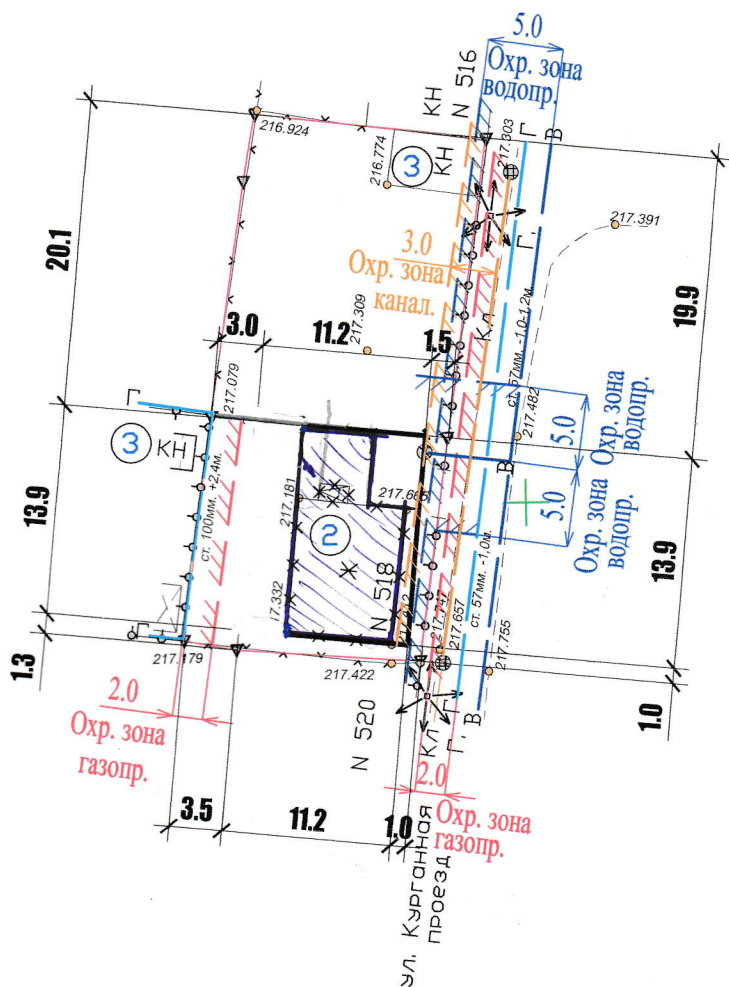 5.0
Охр. зона
водопр.
КН
N 516
Г
В
217.303
216.924
216.774
3
КН
217.391
20.1
3.0
Охр. зона
канал.
19.9
Г'
Кл
3.0
11.2
1.5
217.309
217.079
Г
3
КН
ст. 57мм. -1.0-1,2м.
217.482
5.0
Охр. зона
водопр.
В
5.0
Охр. зона
водопр.
ст. 100мм. +2,4м.
217.181
2
N 518
13.9
13.9
ст. 57мм. -1,0м.
217.657
217.755
Г
1.3
217.179
217.422
1.0
2.0
Охр. зона
газопр.
N 520
Кл
Г'
Г
В
2.0
Охр. зона
газопр.
3.5
11.2
1.0
ул. Курганная
проезд